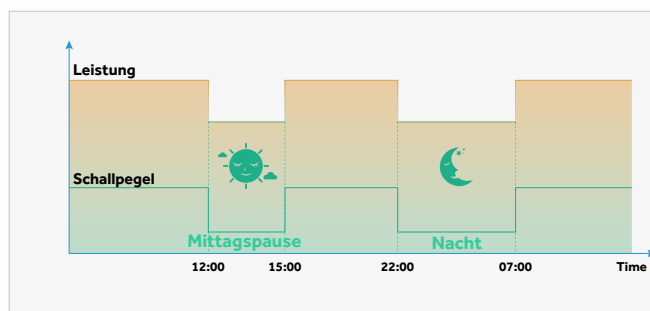 Leistung
Schallpegel
Mittagspause
Nacht
12:00
15:00
22:00
07:00
Time